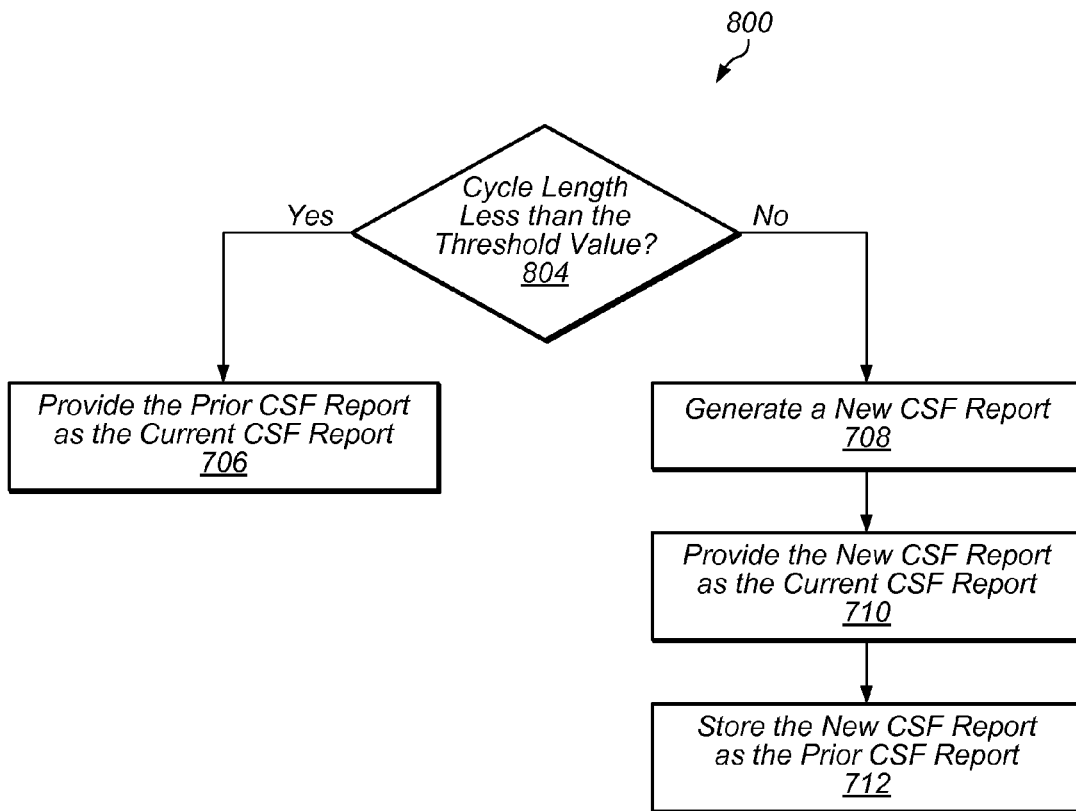 800
Cycle Length
Less than the
Threshold Value?
804
Yes
No
Provide the Prior CSF Report
as the Current CSF Report
706
Generate a New CSF Report
708
Provide the New CSF Report
as the Current CSF Report
710
Store the New CSF Report
as the Prior CSF Report
712